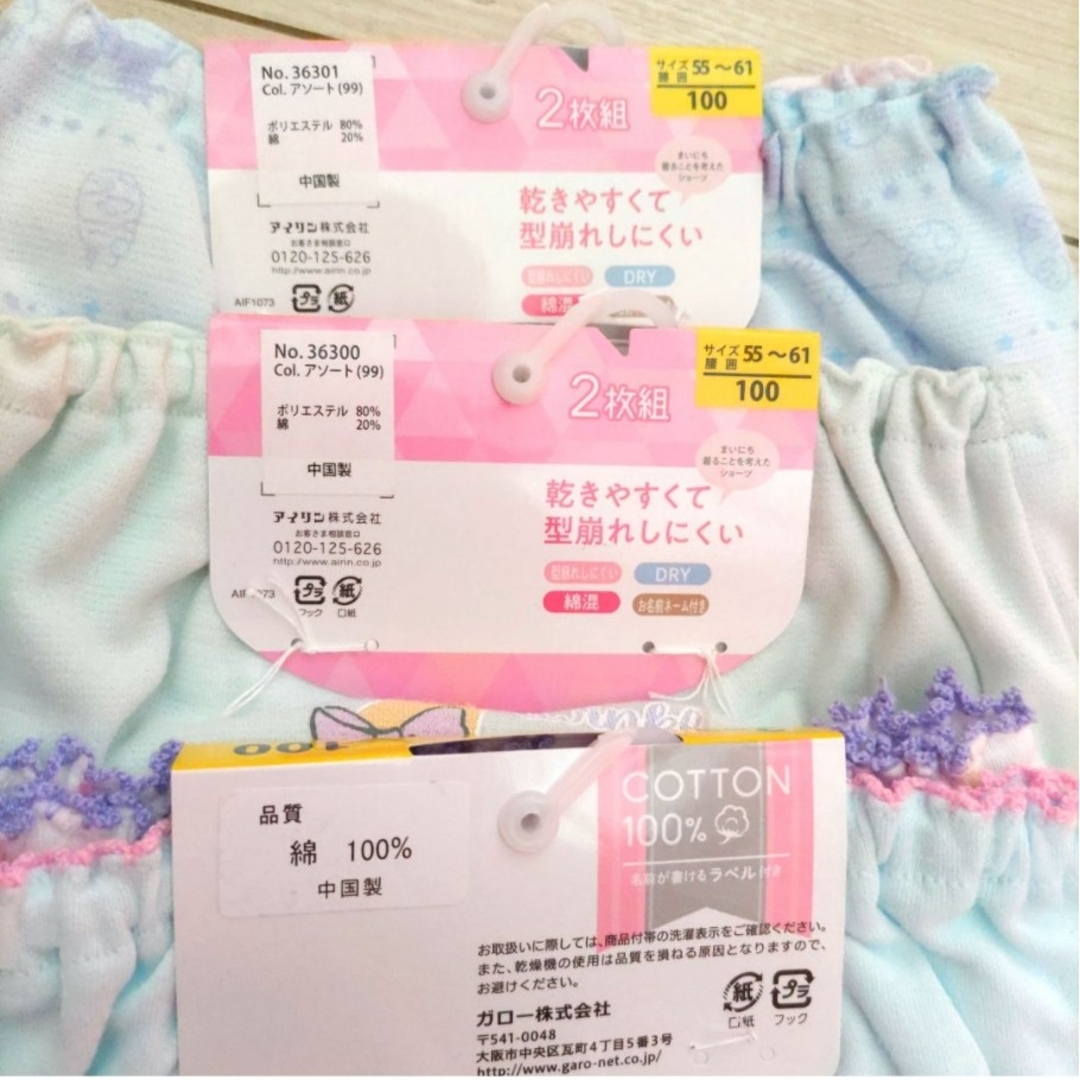 No. 36301
Col. アソート(99)
ポリエステル 80%
綿 20%
中国製
アイリン株式会社
お客さま相談窓口
0120-125-626
http://www.airin.co.jp
AIF1073
プラ
紙
2枚組
サイズ 55～61
腰囲
100
まいにち
着ることを考えた
ショーツ
乾きやすくて
型崩れしにくい
型崩れしにくい
DRY
綿混
No. 36300
Col. アソート(99)
ポリエステル 80%
綿 20%
中国製
アイリン株式会社
お客さま相談窓口
0120-125-626
http://www.airin.co.jp
プラ
フック
紙
口紙
2枚組
サイズ 55～61
腰囲
100
まいにち
着ることを考えた
ショーツ
乾きやすくて
型崩れしにくい
型崩れしにくい
DRY
綿混
お名前ネーム付き
100
品質
綿 100%
中国製
COTTON
100%
名前が書けるラベル付き
お取扱いに際しては、商品付帯の洗濯表示をご確認ください。
また、乾燥機の使用は品質を損ねる原因となりますので、
お避けください。
ガロー株式会社
〒541-0048
大阪市中央区瓦町4丁目5番3号
http://www.garo-net.co.jp/
紙
口紙
プラ
フック